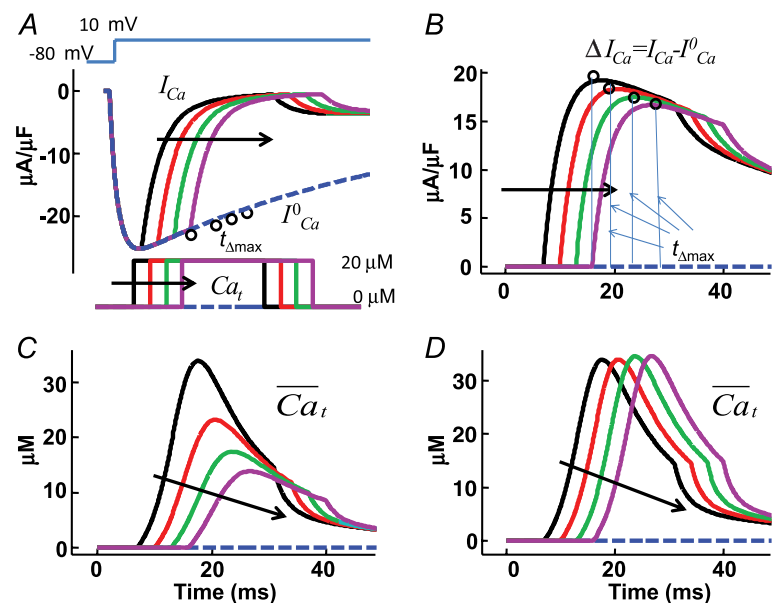 A
10 mV
-80 mV
0
-10
-20
µA/µF
I_Ca
I^0_Ca
t_Δmax
Ca_t
20 µM
0 µM
B
Δ I_Ca=I_Ca-I^0_Ca
20
15
10
5
0
µA/µF
t_Δmax
0 20 40
C
Ca_t
30
20
10
0
µM
0 20 40
Time (ms)
D
Ca_t
30
20
10
0
µM
0 20 40
Time (ms)